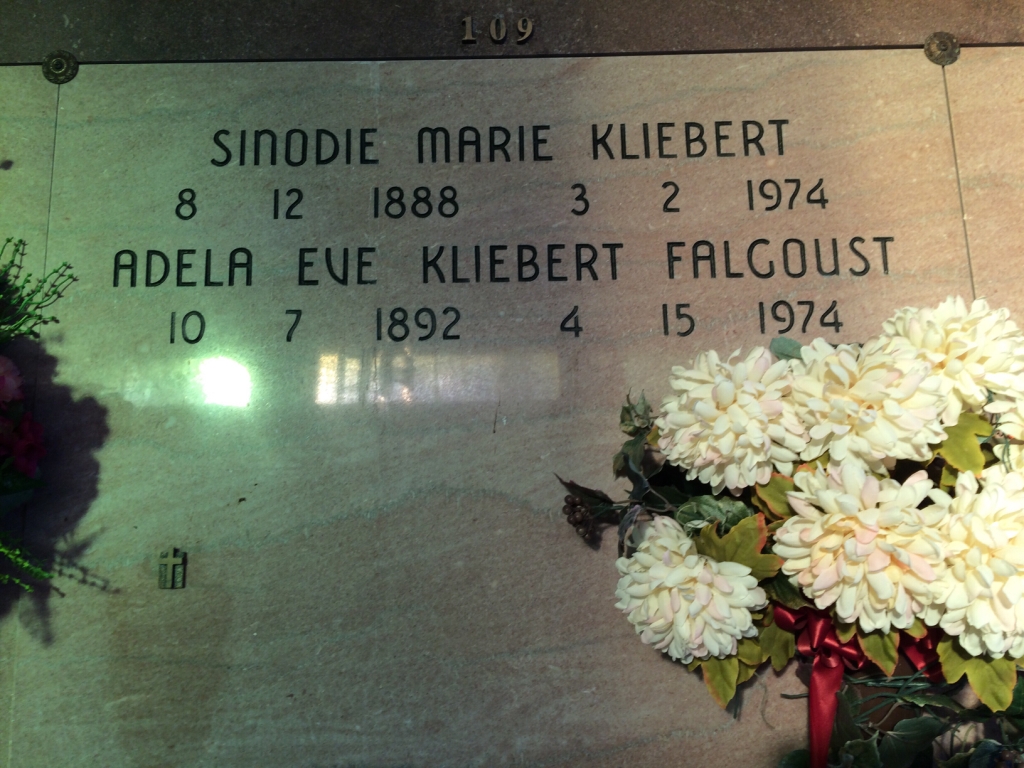 109
SINODIE MARIE KLIEBERT
8 12 1888 3 2 1974
ADELA EVE KLIEBERT FALGOUST
10 7 1892 4 15 1974